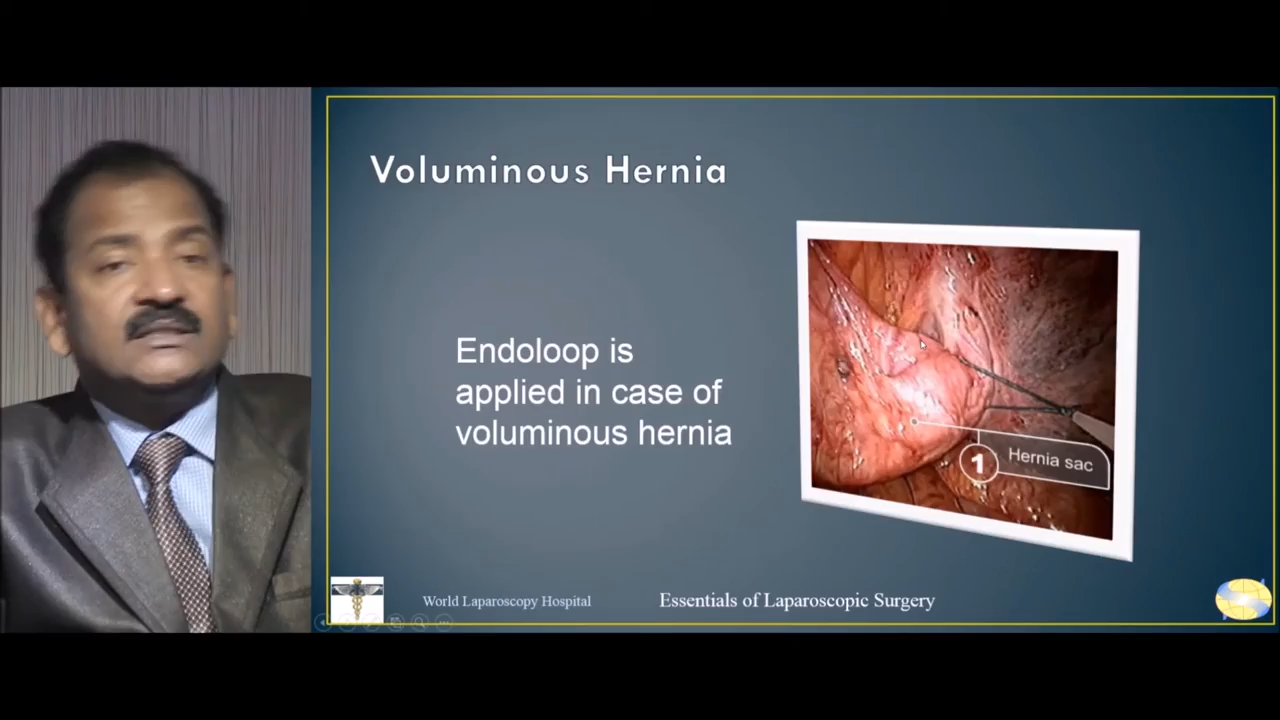 Voluminous Hernia
Endoloop is
applied in case of
voluminous hernia
1
Hernia sac
World Laparoscopy Hospital
Essentials of Laparoscopic Surgery